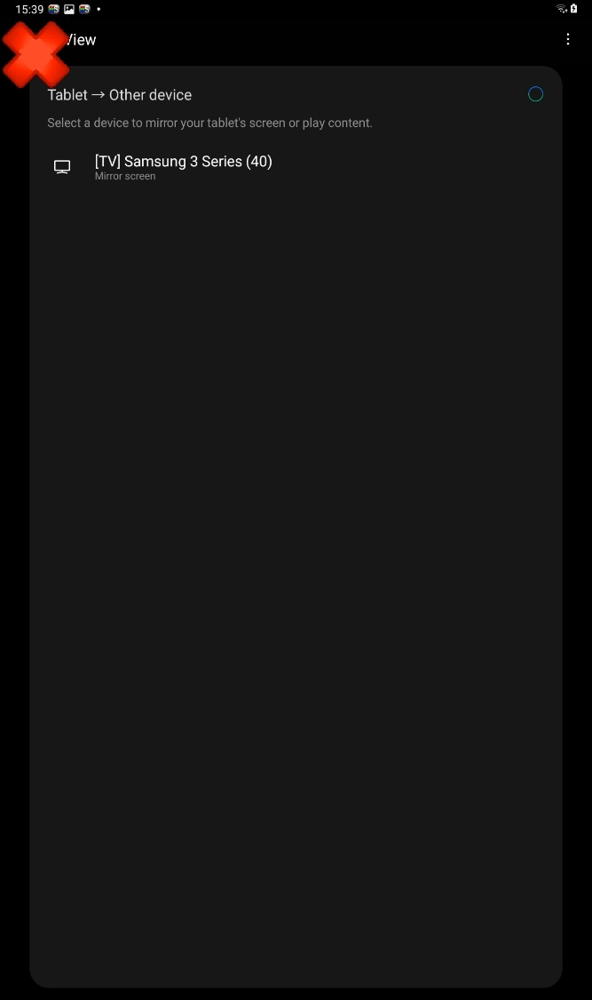 15:39
View
Tablet → Other device
Select a device to mirror your tablet's screen or play content.
[TV] Samsung 3 Series (40)
Mirror screen